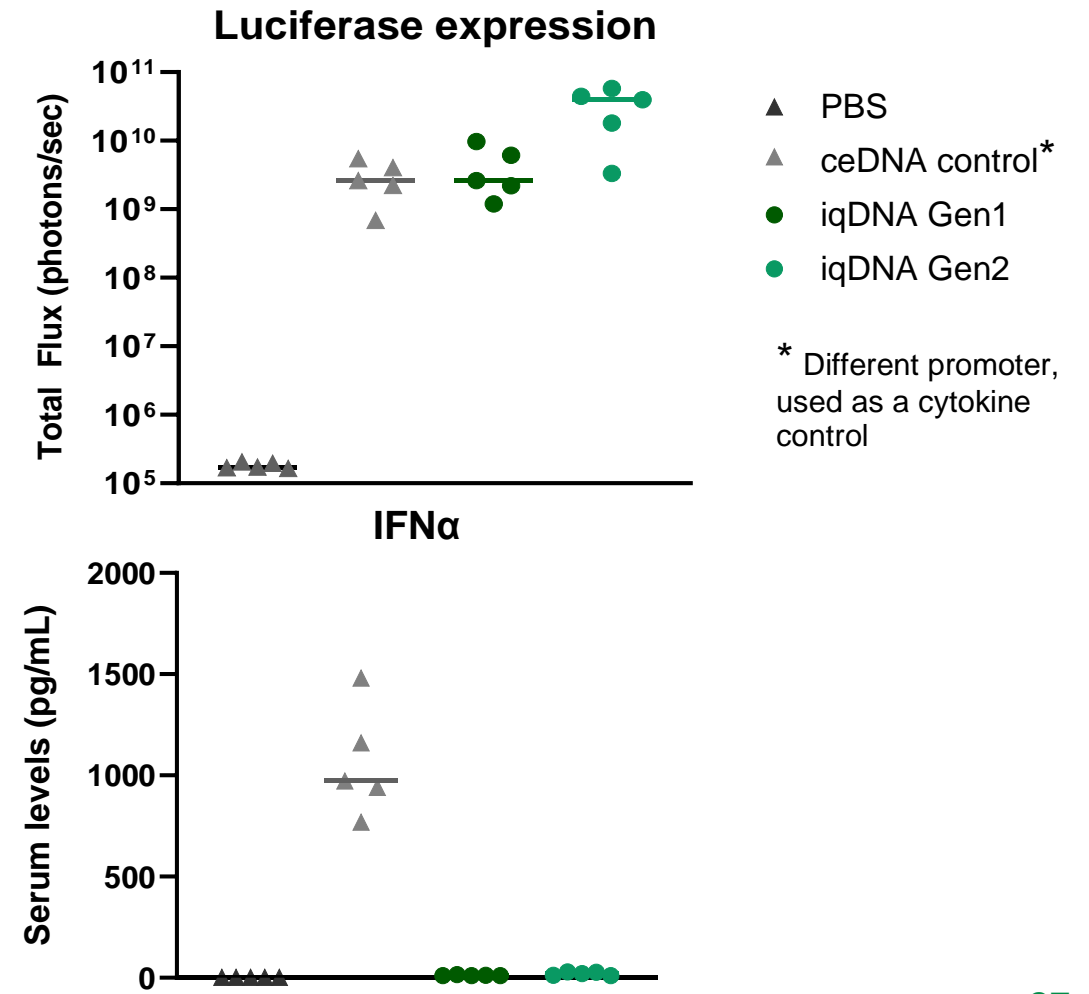 Luciferase expression
Total Flux (photons/sec)
10¹¹
10¹⁰
10⁹
10⁸
10⁷
10⁶
10⁵
PBS
ceDNA control*
iqDNA Gen1
iqDNA Gen2
* Different promoter,
used as a cytokine
control
IFNα
Serum levels (pg/mL)
2000
1500
1000
500
0